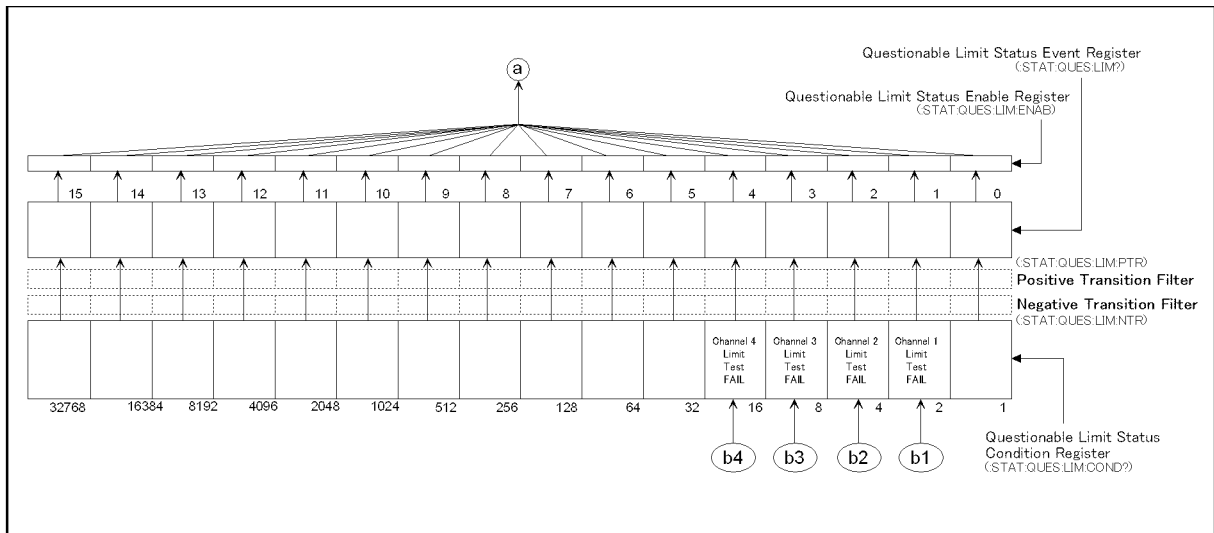 Questionable Limit Status Event Register
(:STAT:QUES:LIM?)
a
Questionable Limit Status Enable Register
(:STAT:QUES:LIM:ENAB)
15 14 13 12 11 10 9 8 7 6 5 4 3 2 1 0
(:STAT:QUES:LIM:PTR)
Positive Transition Filter
Negative Transition Filter
(:STAT:QUES:LIM:NTR)
Channel 4
Limit
Test
FAIL
Channel 3
Limit
Test
FAIL
Channel 2
Limit
Test
FAIL
Channel 1
Limit
Test
FAIL
32768 16384 8192 4096 2048 1024 512 256 128 64 32 16 8 4 2 1
b4 b3 b2 b1
Questionable Limit Status
Condition Register
(:STAT:QUES:LIM:COND?)